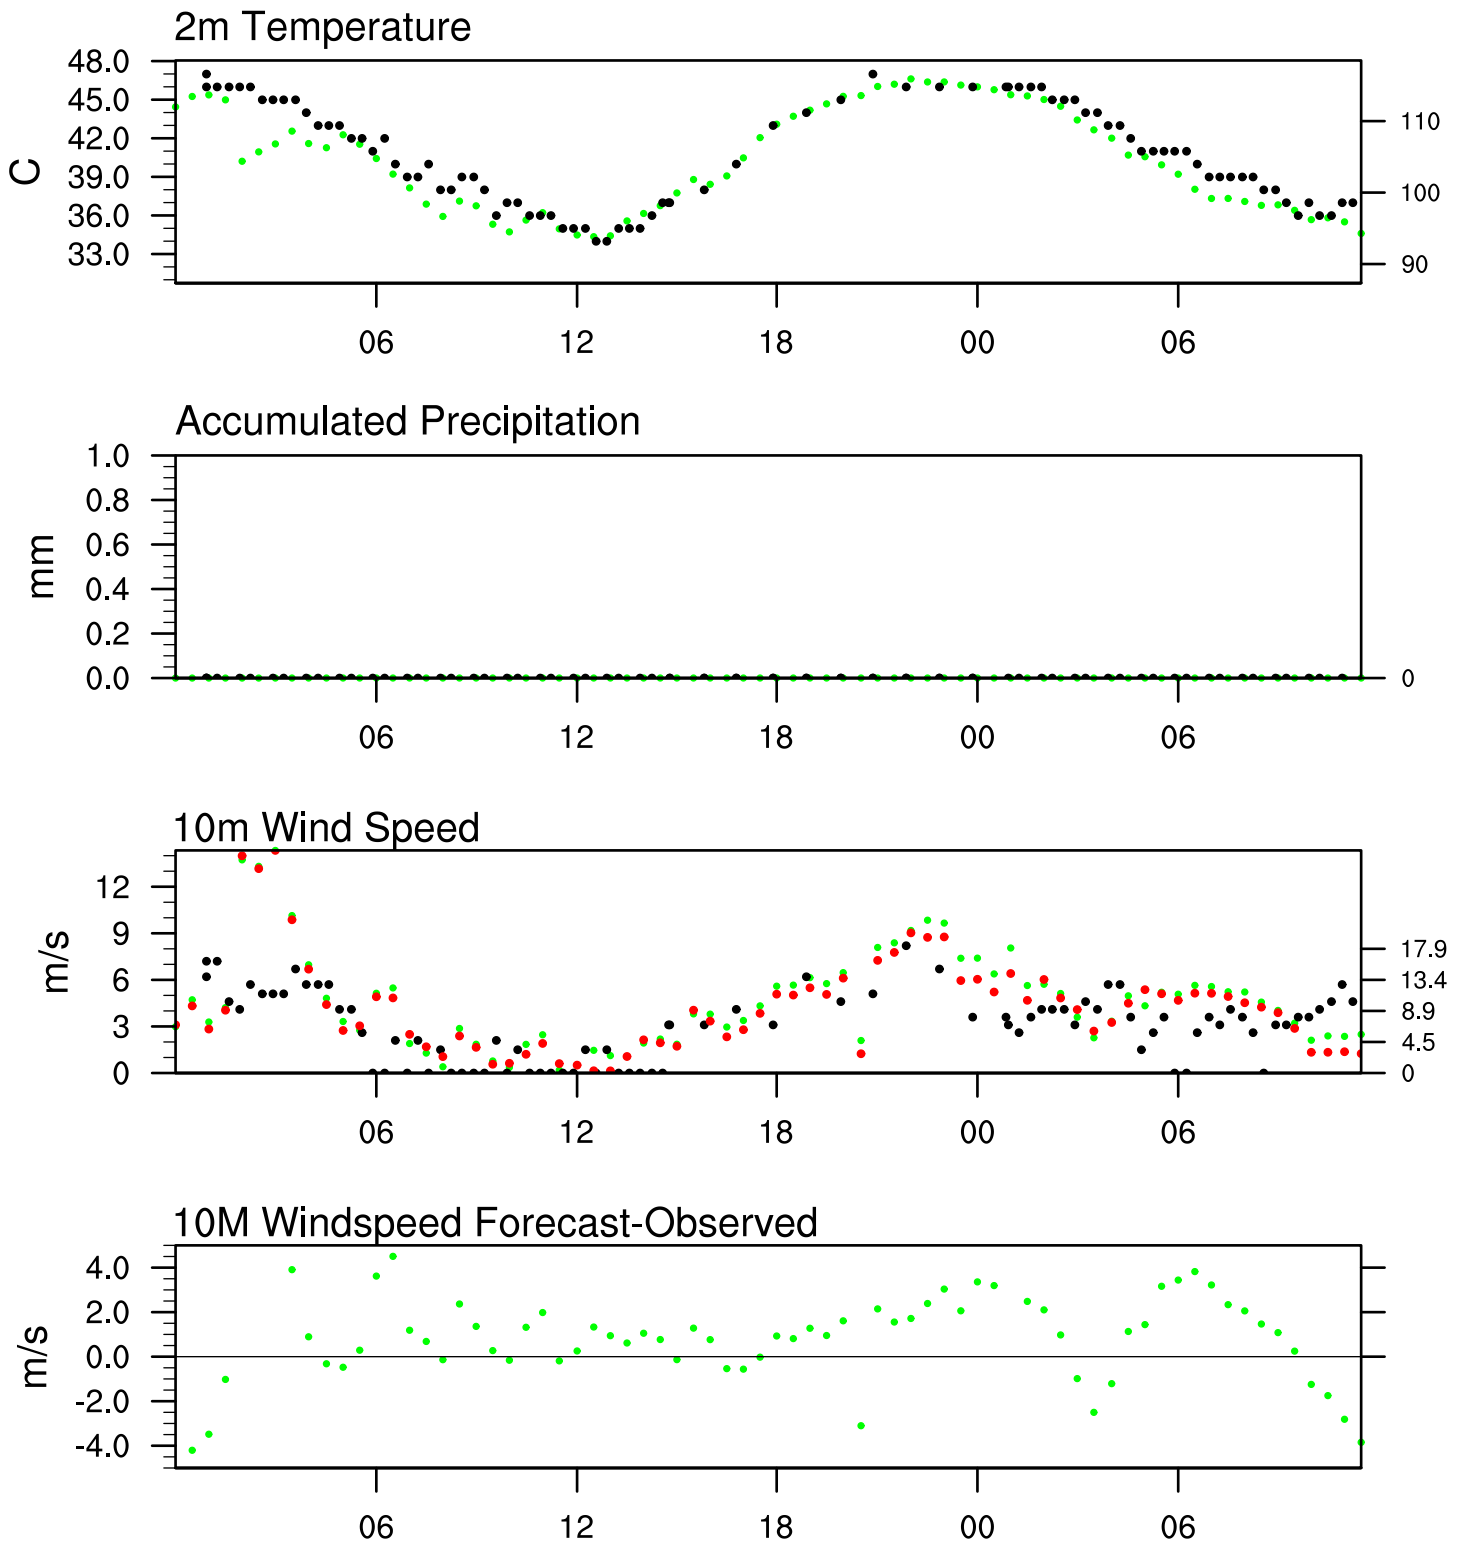 2m Temperature
48.0
45.0
42.0
39.0
36.0
33.0
C
110
100
90
06 12 18 00 06
Accumulated Precipitation
1.0
0.8
0.6
0.4
0.2
0.0
mm
0
06 12 18 00 06
10m Wind Speed
12
9
6
3
0
m/s
17.9
13.4
8.9
4.5
0
06 12 18 00 06
10M Windspeed Forecast-Observed
4.0
2.0
0.0
-2.0
-4.0
m/s
06 12 18 00 06